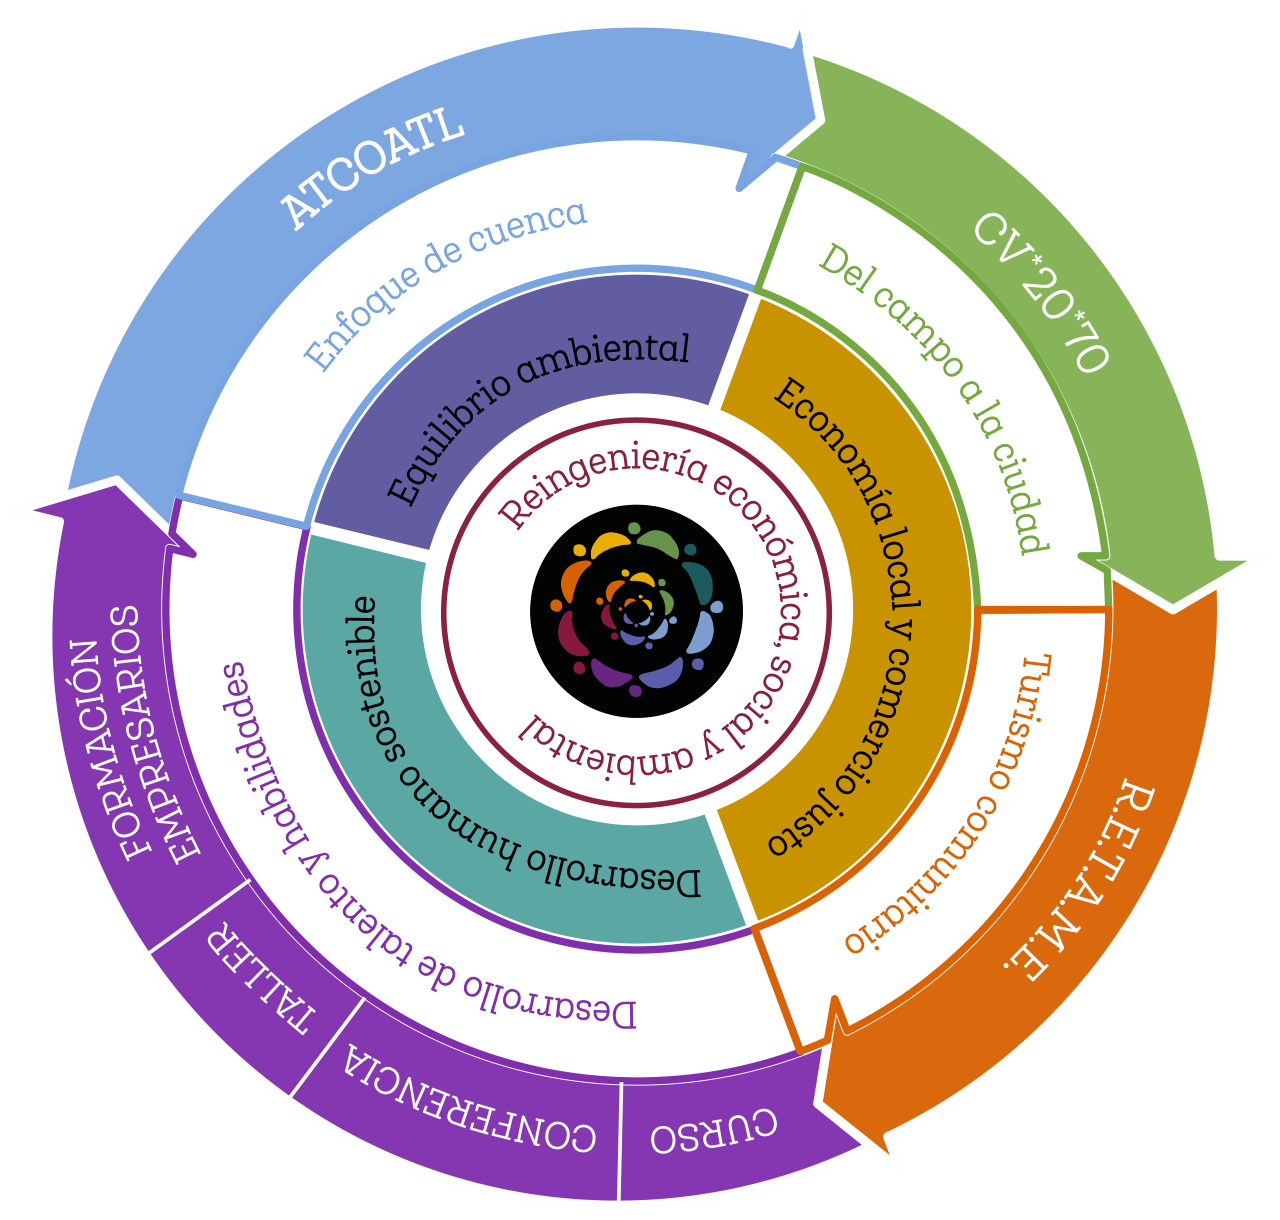 ATCOATL
Enfoque de cuenca
Equilibrio ambiental
CV*20*70
Del campo a la ciudad
Economía local y comercio justo
Reingeniería económica, social y ambiental
R.E.T.A.M.E.
Turismo comunitario
Desarrollo humano sostenible
Desarrollo de talento y habilidades
CURSO
CONFERENCIA
TALLER
FORMACIÓN
EMPRESARIOS